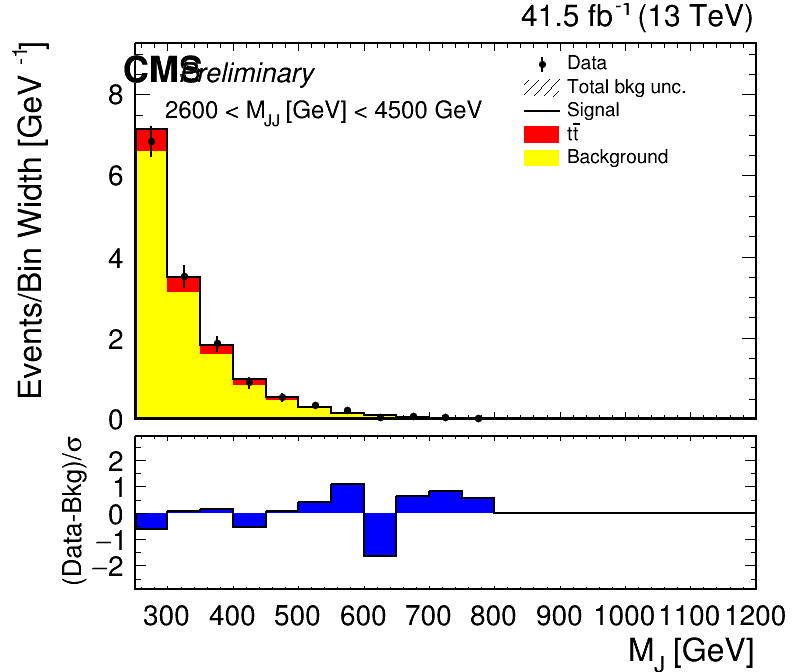 41.5 fb⁻¹ (13 TeV)
CMS Preliminary
2600 < M_JJ [GeV] < 4500 GeV
Data
Total bkg unc.
Signal
tt̄
Background
Events/Bin Width [GeV⁻¹]
8
6
4
2
0
(Data-Bkg)/σ
2
1
0
−1
−2
300 400 500 600 700 800 900 1000 1100 1200
M_J [GeV]